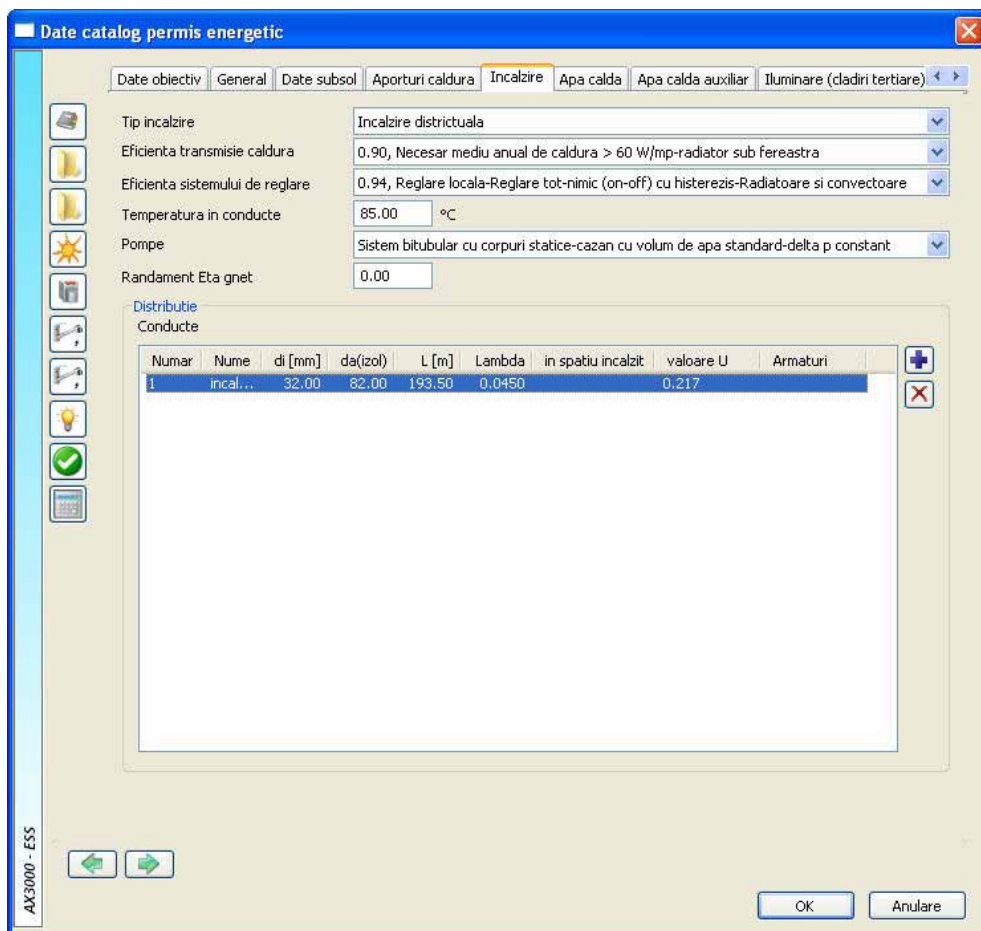 Date catalog permis energetic
Date obiectiv General Date subsol Aporturi caldura Incalzire Apa calda Apa calda auxiliar Iluminare (cladiri tertiare)
Tip incalzire Incalzire districtuala
Eficienta transmisie caldura 0.90, Necesar mediu anual de caldura > 60 W/mp-radiator sub fereastra
Eficienta sistemului de reglare 0.94, Reglare locala-Reglare tot-nimic (on-off) cu histerezis-Radiatoare si convectoare
Temperatura in conducte 85.00 °C
Pompe Sistem bitubular cu corpuri statice-cazan cu volum de apa standard-delta p constant
Randament Eta gnet 0.00
Distributie
Conducte
Numar Nume di [mm] da(izol) L [m] Lambda in spatiu incalzit valoare U Armaturi
1 incal... 32.00 82.00 193.50 0.0450 0.217
AX3000 - ESS
OK Anulare